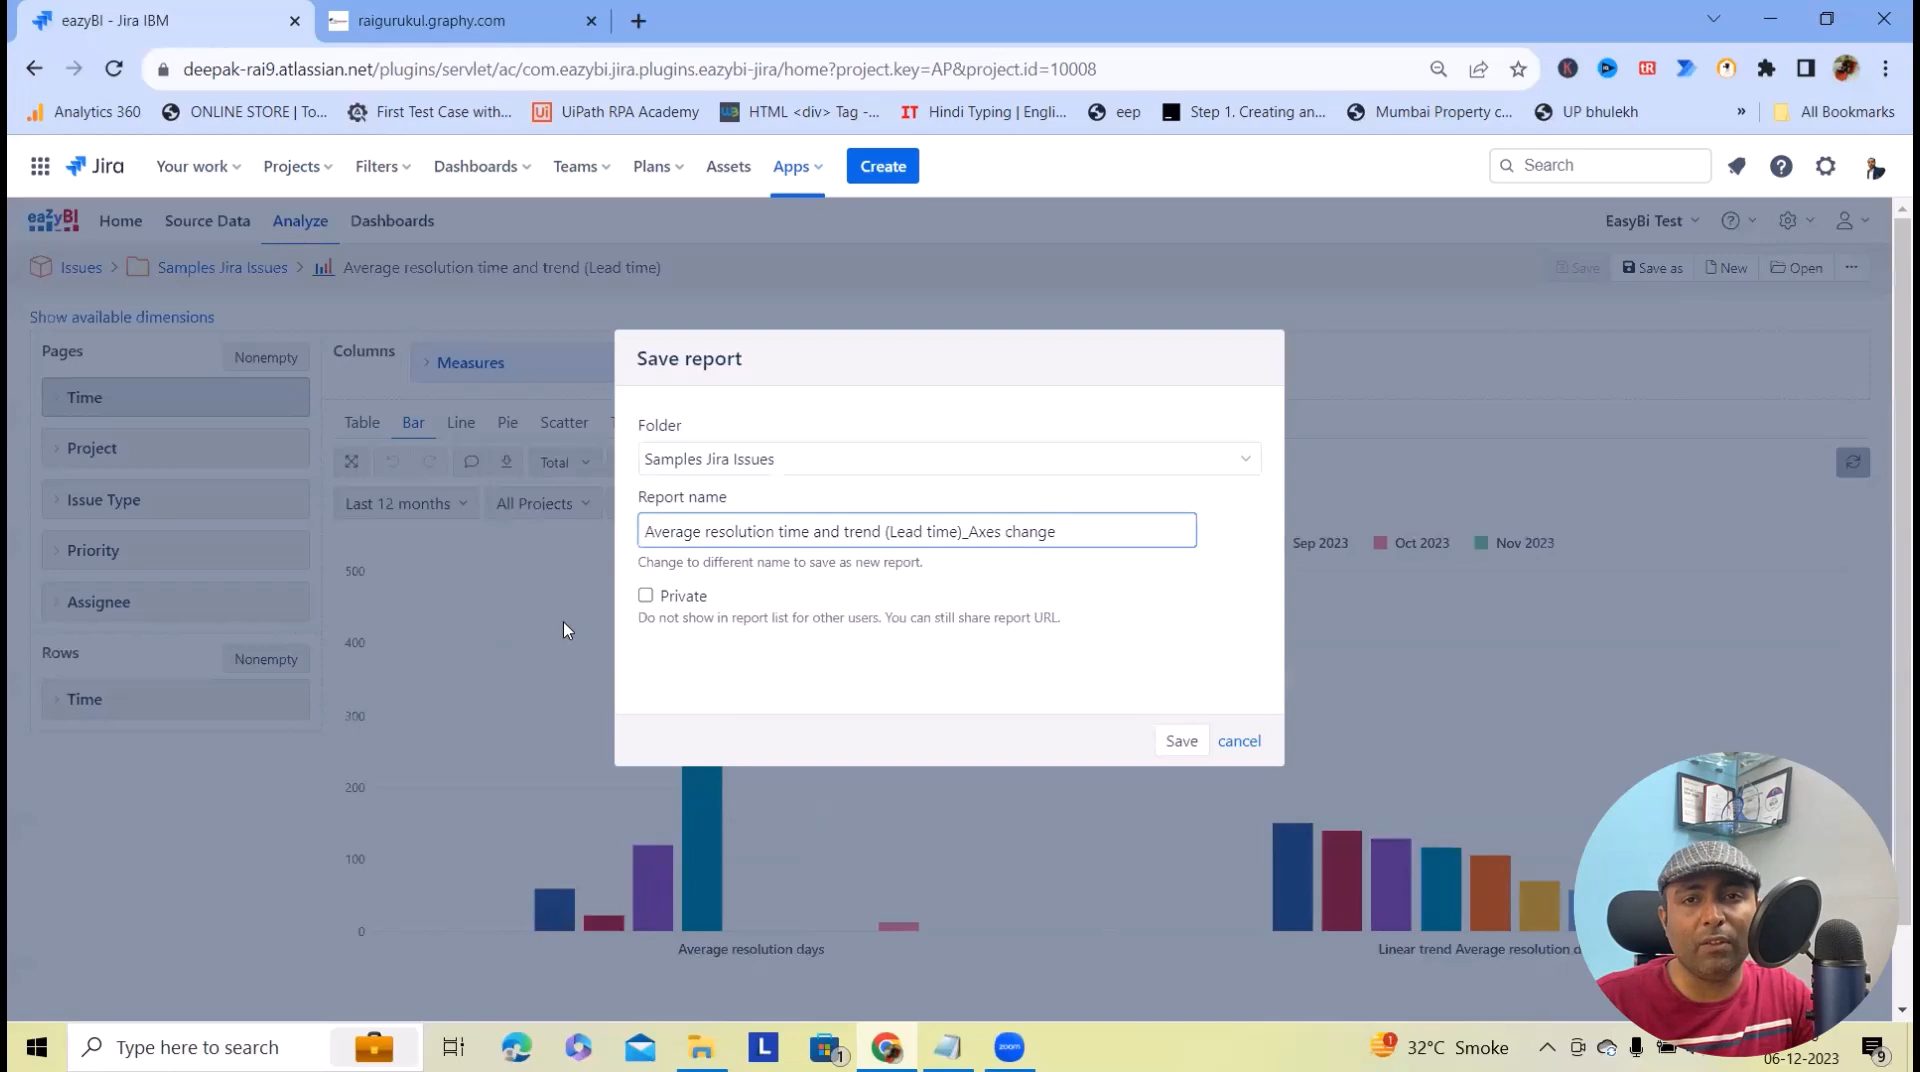 eazyBI - Jira IBM
raigurukul.graphy.com
deepak-rai9.atlassian.net/plugins/servlet/ac/com.eazybi.jira.plugins.eazybi-jira/home?project.key=AP&project.id=10008
Analytics 360 ONLINE STORE | To... First Test Case with... UiPath RPA Academy HTML <div> Tag -... Hindi Typing | Engli... eep Step 1. Creating an... Mumbai Property c... UP bhulekh » All Bookmarks
Jira Your work Projects Filters Dashboards Teams Plans Assets Apps Create Search
eazyBI Home Source Data Analyze Dashboards EasyBi Test
Issues > Samples Jira Issues > Average resolution time and trend (Lead time) Save Save as New Open ...
Show available dimensions
Pages Nonempty
Columns Measures
Time
Project
Issue Type
Priority
Assignee
Rows Nonempty
Time
Table Bar Line Pie Scatter
Total
Last 12 months All Projects
Sep 2023 Oct 2023 Nov 2023
500
400
300
200
100
0
Average resolution days
Linear trend Average resolution d
Save report
Folder
Samples Jira Issues
Report name
Average resolution time and trend (Lead time)_Axes change
Change to different name to save as new report.
Private
Do not show in report list for other users. You can still share report URL.
Save cancel
Type here to search
L
1
zoom
1
32°C Smoke
06-12-2023
9